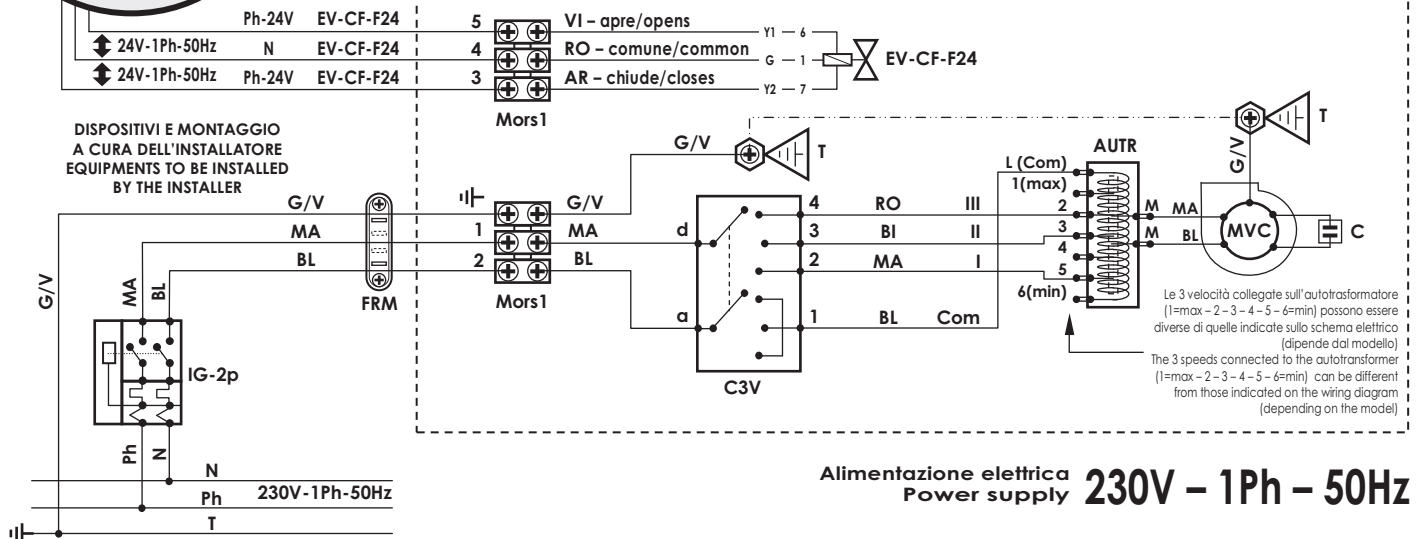 Ph-24V EV-CF-F24 5 VI – apre/opens Y1 — 6
24V-1Ph-50Hz N EV-CF-F24 4 RO – comune/common G — 1 EV-CF-F24
24V-1Ph-50Hz Ph-24V EV-CF-F24 3 AR – chiude/closes Y2 — 7
Mors1
DISPOSITIVI E MONTAGGIO
A CURA DELL'INSTALLATORE
EQUIPMENTS TO BE INSTALLED
BY THE INSTALLER
G/V T
T
G/V
AUTR
L (Com)
1(max)
2
3
4
5
6(min)
G/V G/V
MA 1 MA d
BL 2 BL a
FRM
Mors1
4 RO III
3 BI II
2 MA I
1 BL Com
C3V
M MA
M BL
MVC
C
Le 3 velocità collegate sull'autotrasformatore
(1=max – 2 – 3 – 4 – 5 – 6=min) possono essere
diverse di quelle indicate sullo schema elettrico
(dipende dal modello)
The 3 speeds connected to the autotransformer
(1=max – 2 – 3 – 4 – 5 – 6=min) can be different
from those indicated on the wiring diagram
(depending on the model)
G/V
MA
BL
IG-2p
Ph
N
N
Ph 230V-1Ph-50Hz
T
Alimentazione elettrica
Power supply
230V – 1Ph – 50Hz